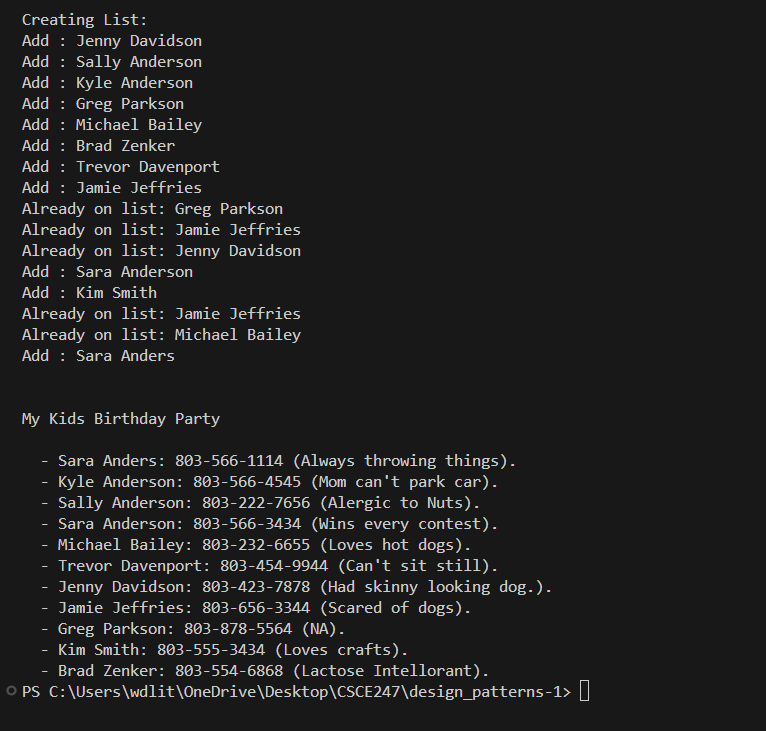 Creating List:
Add : Jenny Davidson
Add : Sally Anderson
Add : Kyle Anderson
Add : Greg Parkson
Add : Michael Bailey
Add : Brad Zenker
Add : Trevor Davenport
Add : Jamie Jeffries
Already on list: Greg Parkson
Already on list: Jamie Jeffries
Already on list: Jenny Davidson
Add : Sara Anderson
Add : Kim Smith
Already on list: Jamie Jeffries
Already on list: Michael Bailey
Add : Sara Anders
My Kids Birthday Party
- Sara Anders: 803-566-1114 (Always throwing things).
- Kyle Anderson: 803-566-4545 (Mom can't park car).
- Sally Anderson: 803-222-7656 (Alergic to Nuts).
- Sara Anderson: 803-566-3434 (Wins every contest).
- Michael Bailey: 803-232-6655 (Loves hot dogs).
- Trevor Davenport: 803-454-9944 (Can't sit still).
- Jenny Davidson: 803-423-7878 (Had skinny looking dog.).
- Jamie Jeffries: 803-656-3344 (Scared of dogs).
- Greg Parkson: 803-878-5564 (NA).
- Kim Smith: 803-555-3434 (Loves crafts).
- Brad Zenker: 803-554-6868 (Lactose Intellorant).
PS C:\Users\wdlit\OneDrive\Desktop\CSCE247\design_patterns-1>